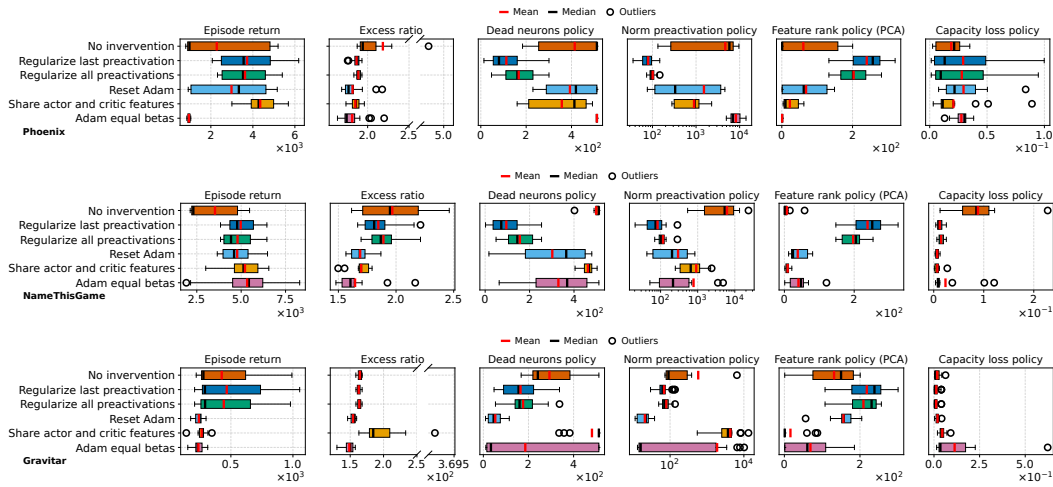 Mean Median Outliers
Episode return Excess ratio Dead neurons policy Norm preactivation policy Feature rank policy (PCA) Capacity loss policy
No invervention
Regularize last preactivation
Regularize all preactivations
Reset Adam
Share actor and critic features
Adam equal betas
2000 4000 6000 2.0 2.5 5.0 0 2 4 10² 10³ 10⁴ 0 2 0.0 0.5 1.0
Phoenix ×10³ ×10² ×10² ×10⁻¹
Mean Median Outliers
Episode return Excess ratio Dead neurons policy Norm preactivation policy Feature rank policy (PCA) Capacity loss policy
No invervention
Regularize last preactivation
Regularize all preactivations
Reset Adam
Share actor and critic features
Adam equal betas
2.5 5.0 7.5 1.5 2.0 2.5 0 2 4 10² 10³ 10⁴ 0 2 0 1 2
NameThisGame ×10³ ×10² ×10² ×10⁻¹
Mean Median Outliers
Episode return Excess ratio Dead neurons policy Norm preactivation policy Feature rank policy (PCA) Capacity loss policy
No invervention
Regularize last preactivation
Regularize all preactivations
Reset Adam
Share actor and critic features
Adam equal betas
0.5 1.0 1.5 2.0 3.695 0 2 4 10² 10⁴ 0 2 0.0 0.5
Gravitar ×10³ ×10² ×10² ×10² ×10⁻¹